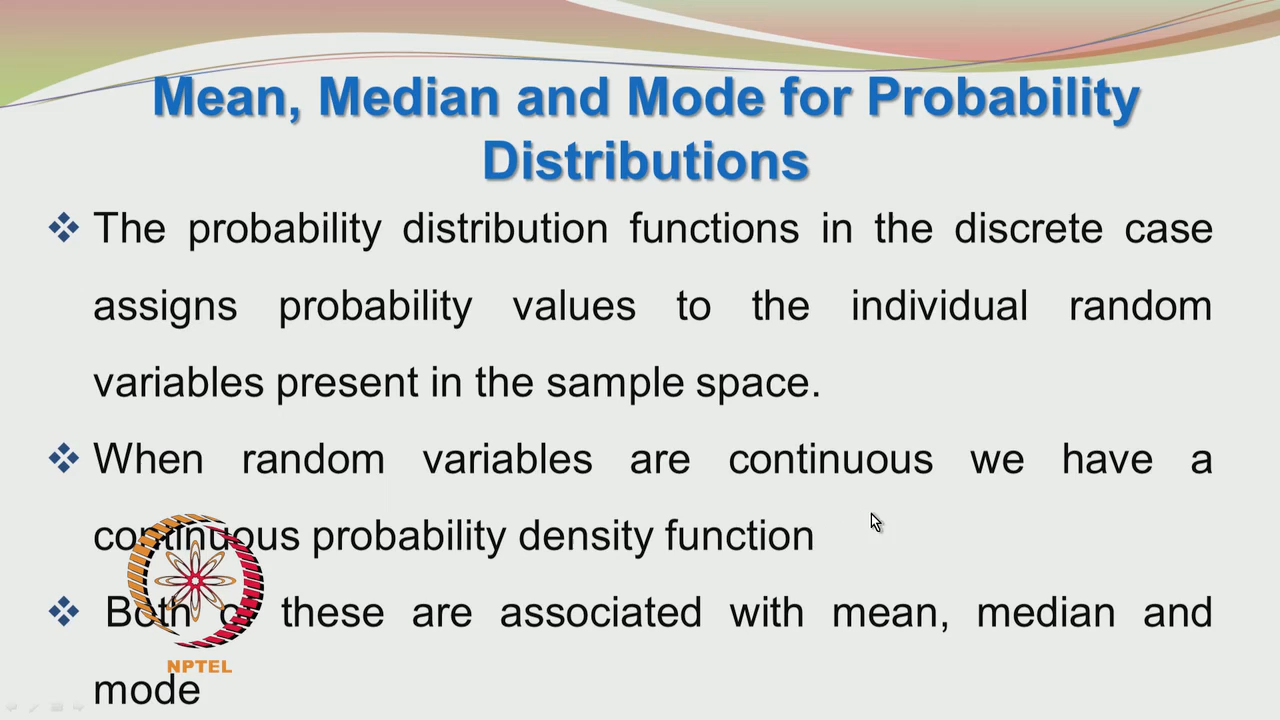 Mean, Median and Mode for Probability
Distributions
The probability distribution functions in the discrete case
assigns probability values to the individual random
variables present in the sample space.
When random variables are continuous we have a
continuous probability density function
Both of these are associated with mean, median and
mode
NPTEL